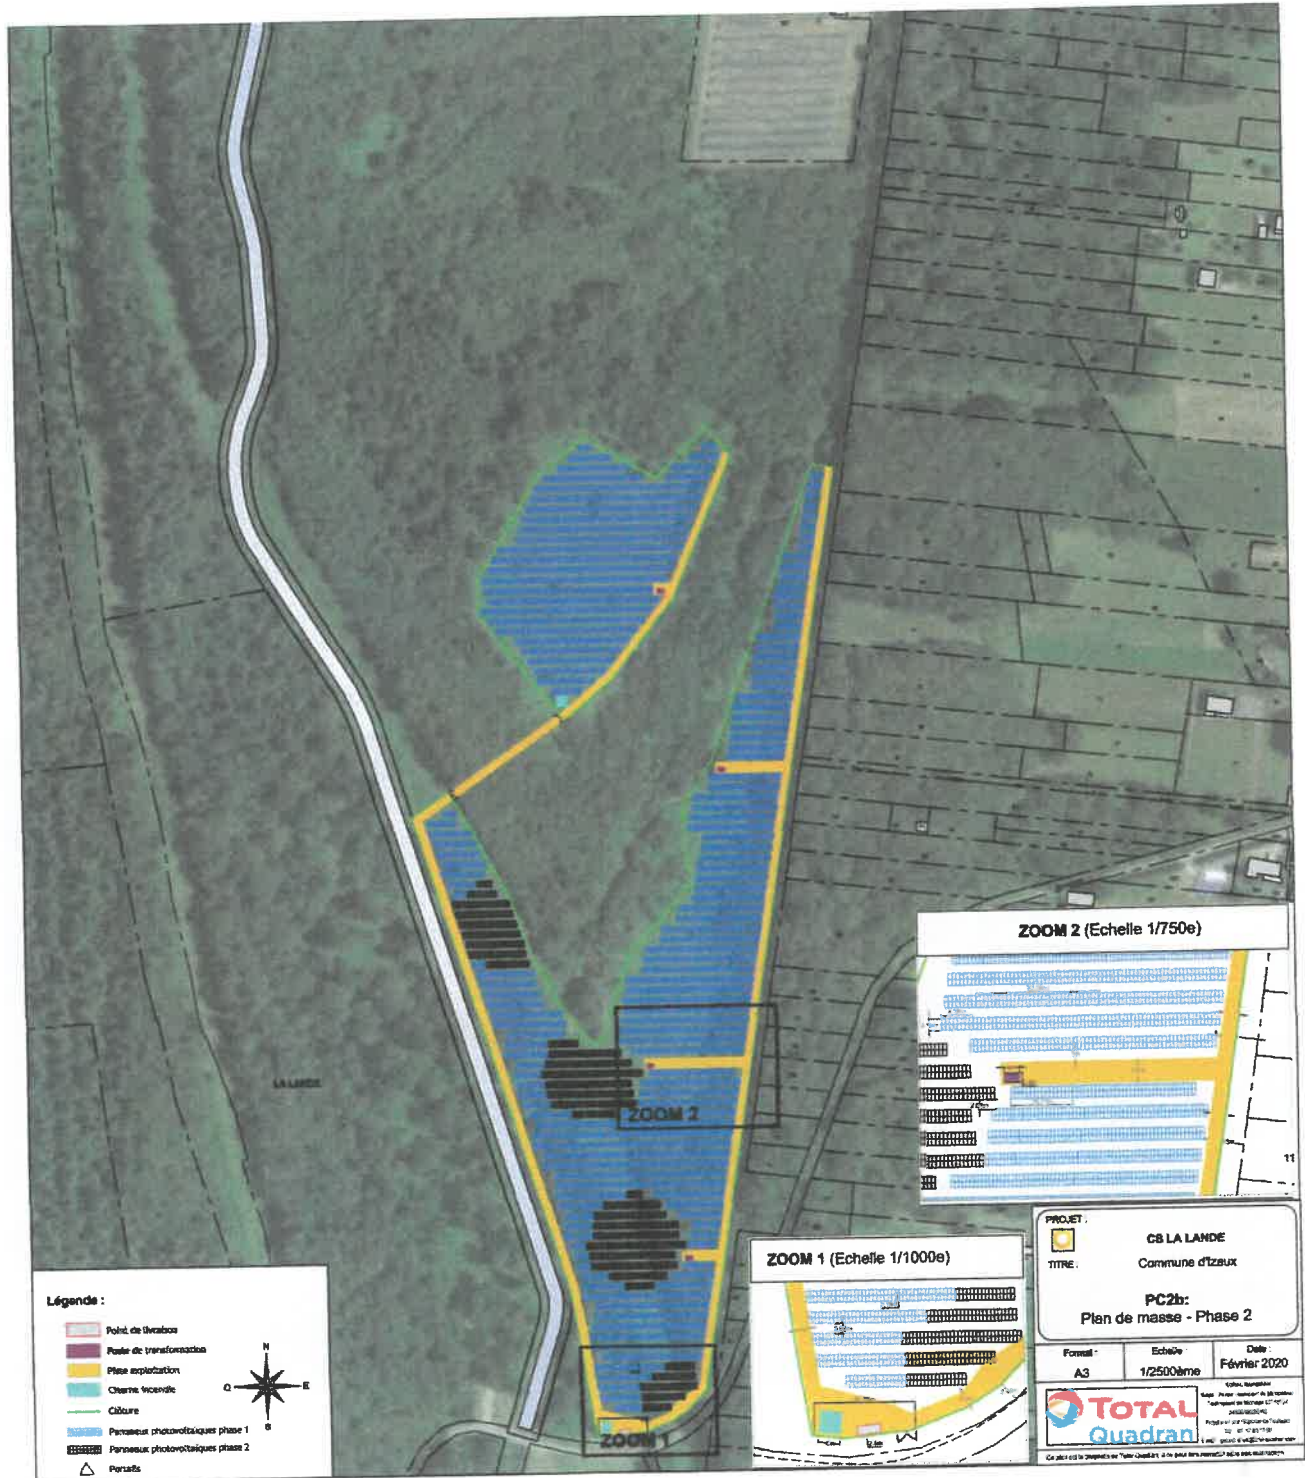 LA LANDE
ZOOM 2
ZOOM 1
ZOOM 2 (Echelle 1/750e)
11
ZOOM 1 (Echelle 1/1000e)
Légende :
Point de livraison
Poste de transformation
Piste exploitation
Citerne incendie
Clôture
Panneaux photovoltaïques phase 1
Panneaux photovoltaïques phase 2
Portails
N
O
E
S
PROJET :
CS LA LANDE
TITRE :
Commune d'Izaux
PC2b:
Plan de masse - Phase 2
Format :
A3
Echelle :
1/2500ème
Date :
Février 2020
TOTAL
Quadran